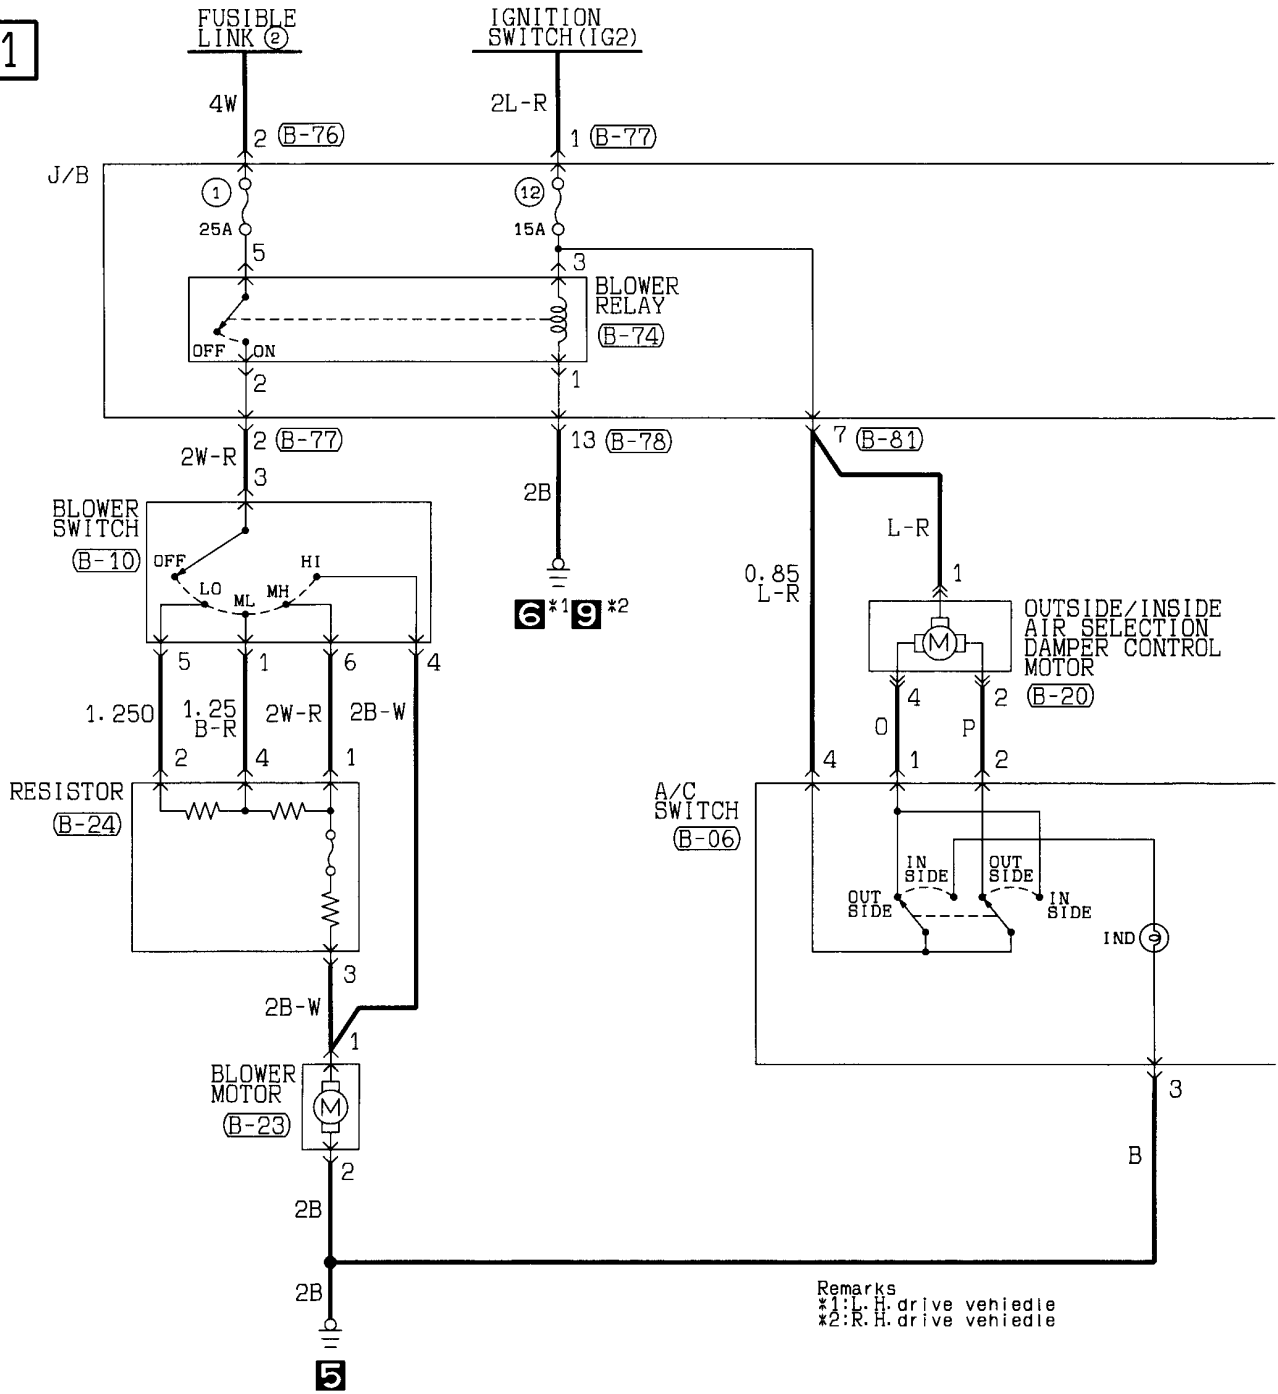 1
FUSIBLE
LINK ②
IGNITION
SWITCH(IG2)
4W
2L-R
2 (B-76)
1 (B-77)
J/B
1
12
25A
15A
5
3
BLOWER
RELAY
(B-74)
OFF
ON
2
1
2 (B-77)
13 (B-78)
7 (B-81)
2W-R
3
2B
BLOWER
SWITCH
(B-10)
OFF
LO
ML
MH
HI
L-R
0.85
L-R
1
6 *1 9 *2
OUTSIDE/INSIDE
AIR SELECTION
DAMPER CONTROL
MOTOR
(B-20)
M
5
1
6
4
4
2
1.25O
1.25
B-R
2W-R
2B-W
O
P
2
4
1
4
1
2
RESISTOR
(B-24)
A/C
SWITCH
(B-06)
IN
SIDE
OUT
SIDE
OUT
SIDE
IN
SIDE
IND
3
2B-W
1
BLOWER
MOTOR
(B-23)
M
3
2
B
2B
2B
5
Remarks
*1:L.H.drive vehiedle
*2:R.H.drive vehiedle